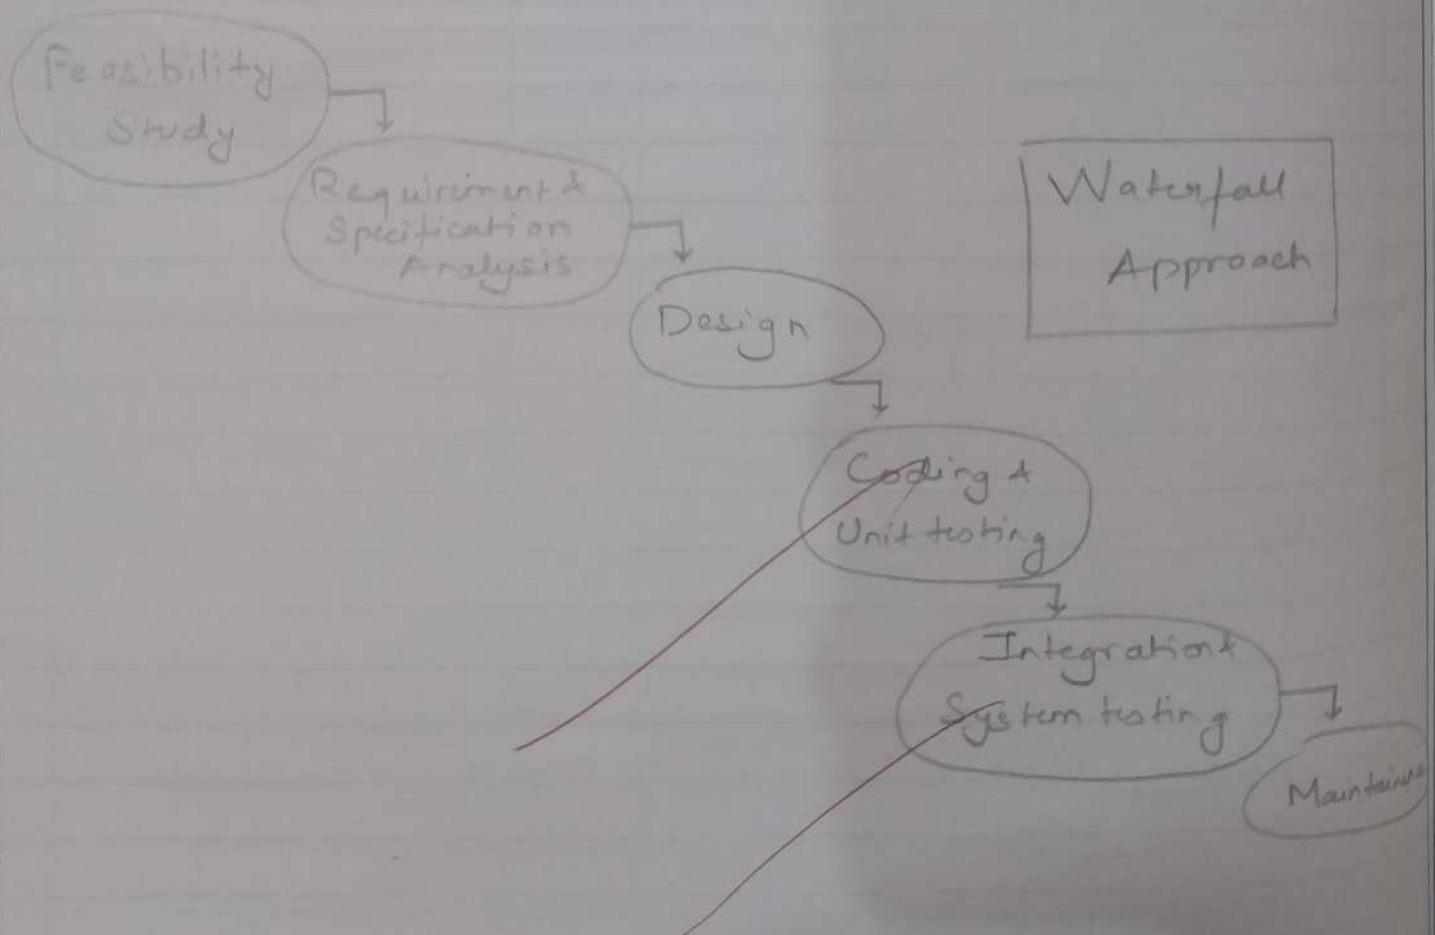 Feasibility
Study
Requirement &
Specification
Analysis
Waterfall
Approach
Design
Coding &
Unit testing
Integration &
System testing